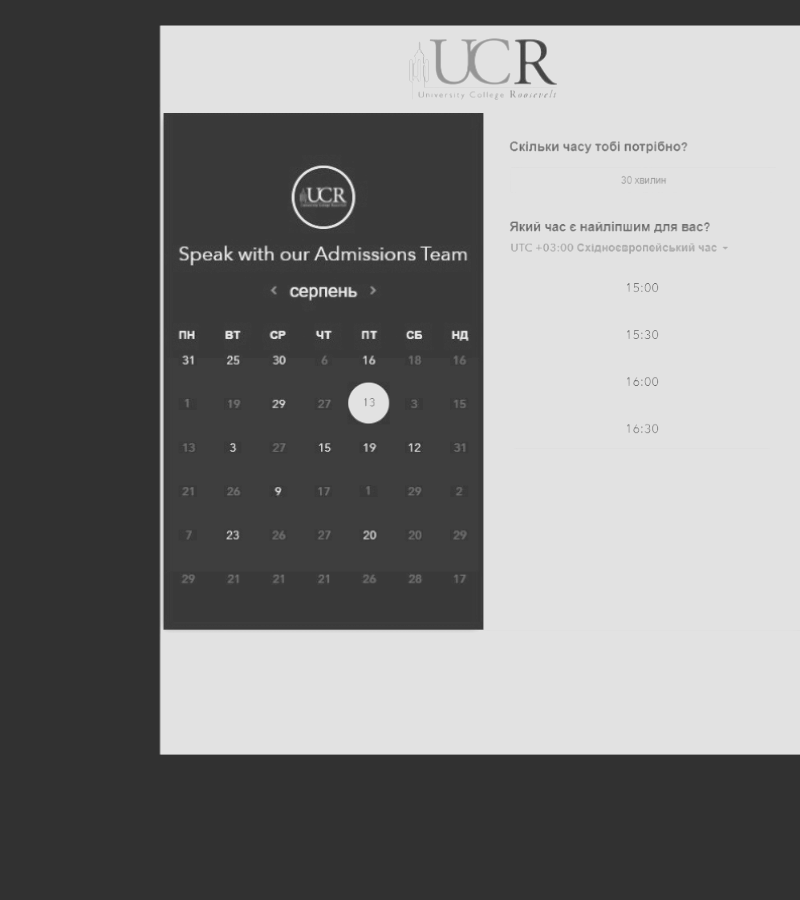 UCR
University College Roosevelt
Скільки часу тобі потрібно?
30 хвилин
UCR
Speak with our Admissions Team
Який час є найліпшим для вас?
UTC +03:00 Східноєвропейський час
серпень
15:00
15:30
16:00
16:30
ПН ВТ СР ЧТ ПТ СБ НД
31 25 30 6 16 18 16
1 19 29 27 13 3 15
13 3 27 15 19 12 31
21 26 9 17 1 29 2
7 23 26 27 20 20 29
29 21 21 21 26 28 17